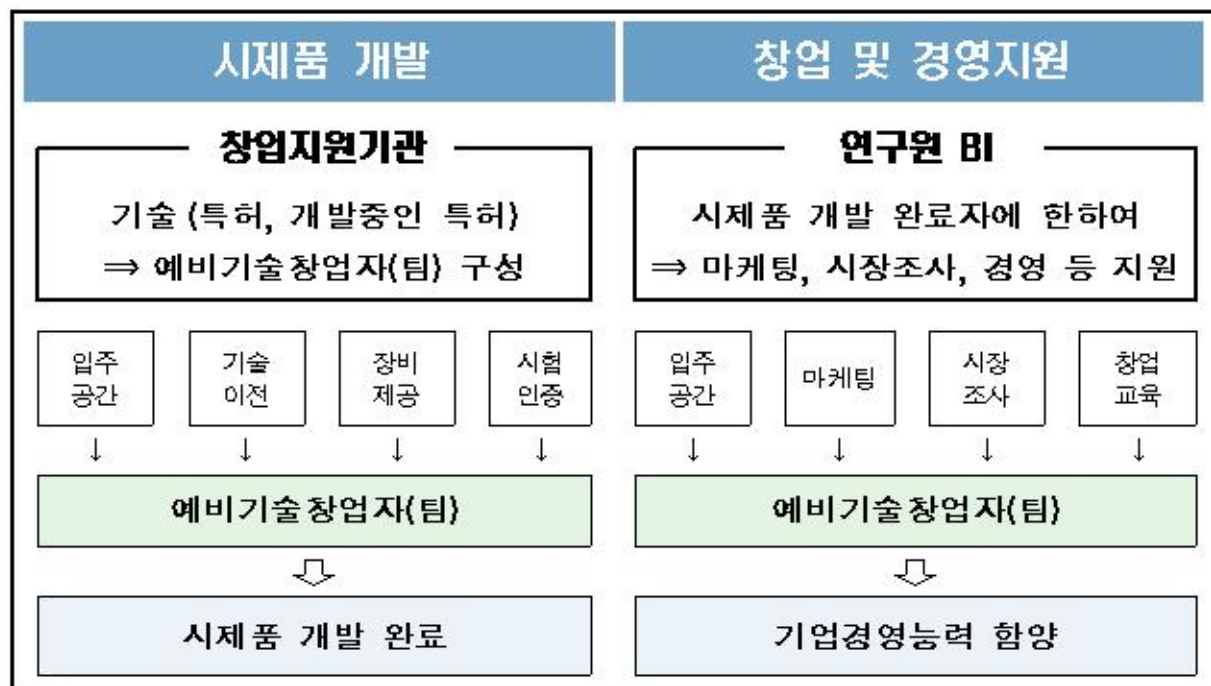 시제품 개발
창업지원기관
기술 (특허, 개발중인 특허)
⇒ 예비기술창업자(팀) 구성
입주
공간
기술
이전
장비
제공
시험
인증
↓ ↓ ↓ ↓
예비기술창업자(팀)
시제품 개발 완료
창업 및 경영지원
연구원 BI
시제품 개발 완료자에 한하여
⇒ 마케팅, 시장조사, 경영 등 지원
입주
공간
마케팅
시장
조사
창업
교육
↓ ↓ ↓ ↓
예비기술창업자(팀)
기업경영능력 함양